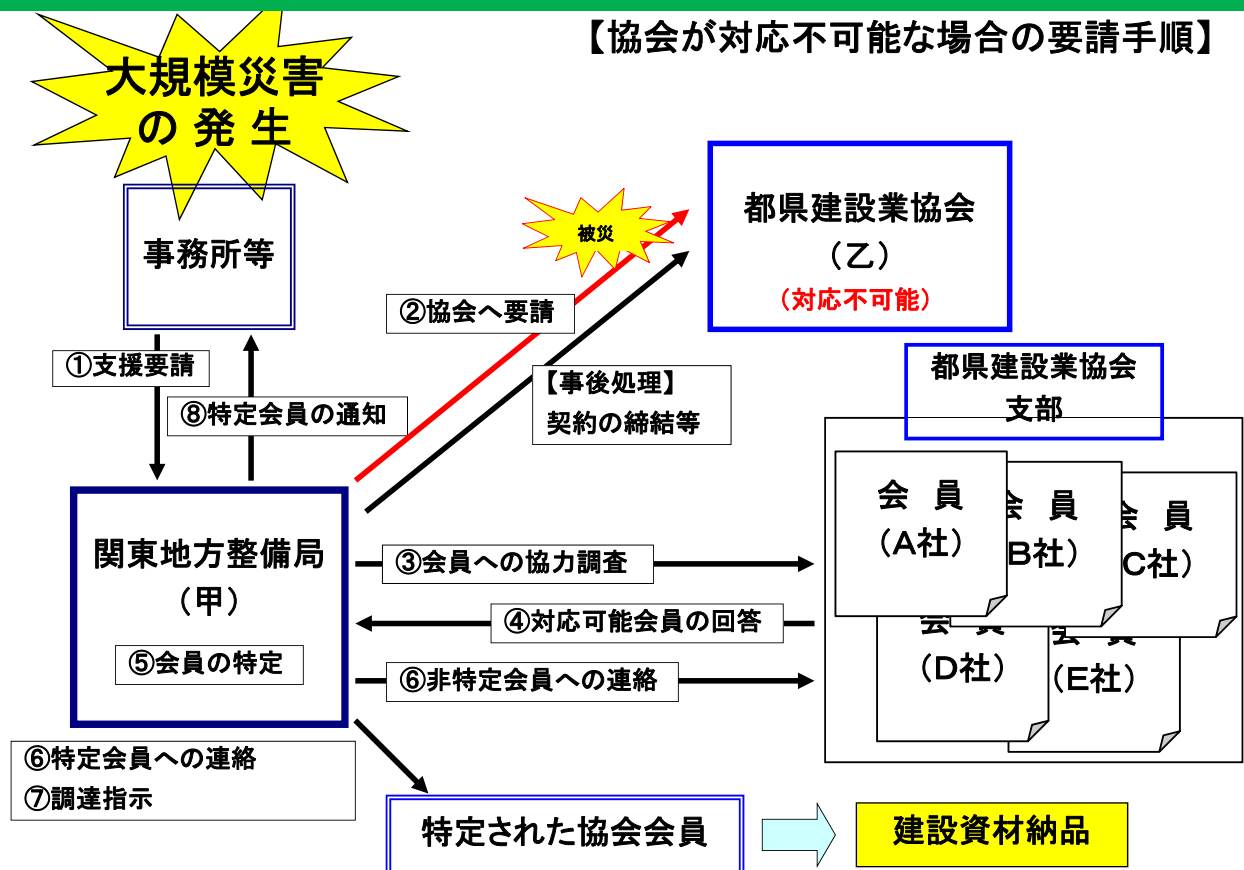 【協会が対応不可能な場合の要請手順】
大規模災害
の 発 生
事務所等
被災
都県建設業協会
（乙）
（対応不可能）
②協会へ要請
①支援要請
⑧特定会員の通知
【事後処理】
契約の締結等
都県建設業協会
支部
関東地方整備局
（甲）
⑤会員の特定
③会員への協力調査
④対応可能会員の回答
⑥非特定会員への連絡
会 員
（A社）
会 員
B社）
会 員
C社）
会 員
（D社）
会 員
（E社）
⑥特定会員への連絡
⑦調達指示
特定された協会会員
建設資材納品